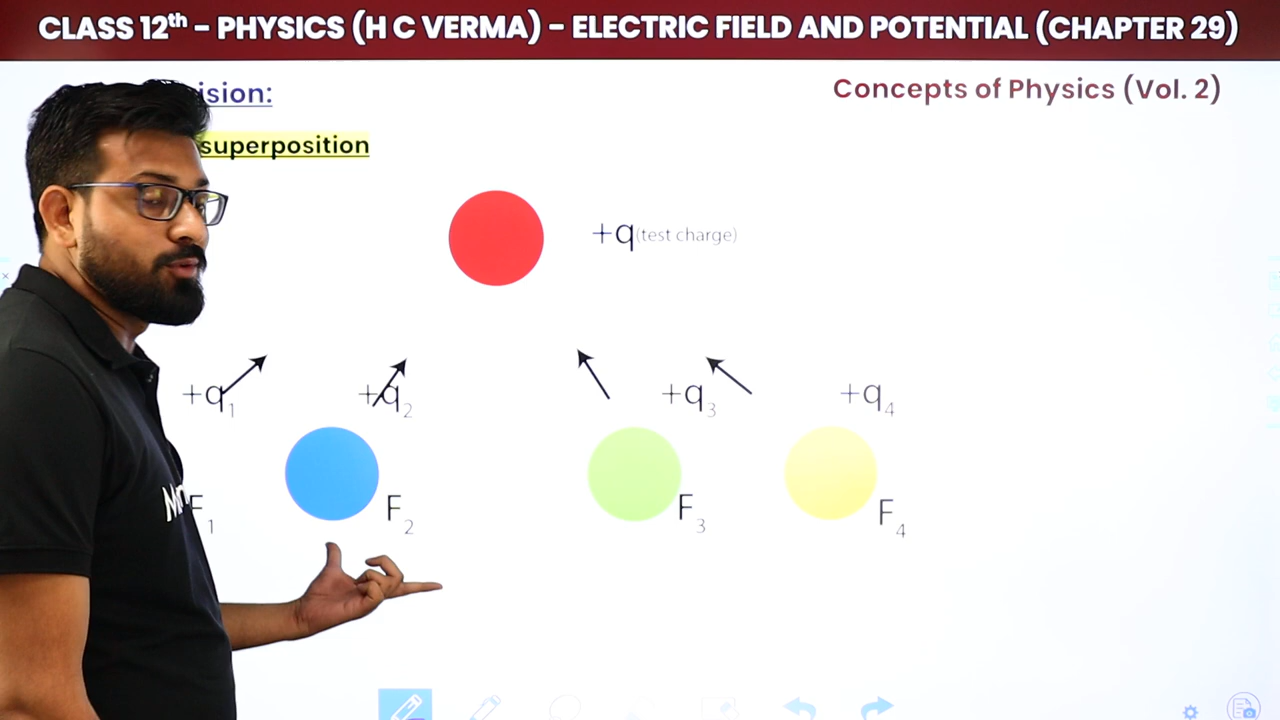 CLASS 12th – PHYSICS (H C VERMA) – ELECTRIC FIELD AND POTENTIAL (CHAPTER 29)
Concepts of Physics (Vol. 2)
superposition
+q(test charge)
+q1 +q2 +q3 +q4
F1 F2 F3 F4